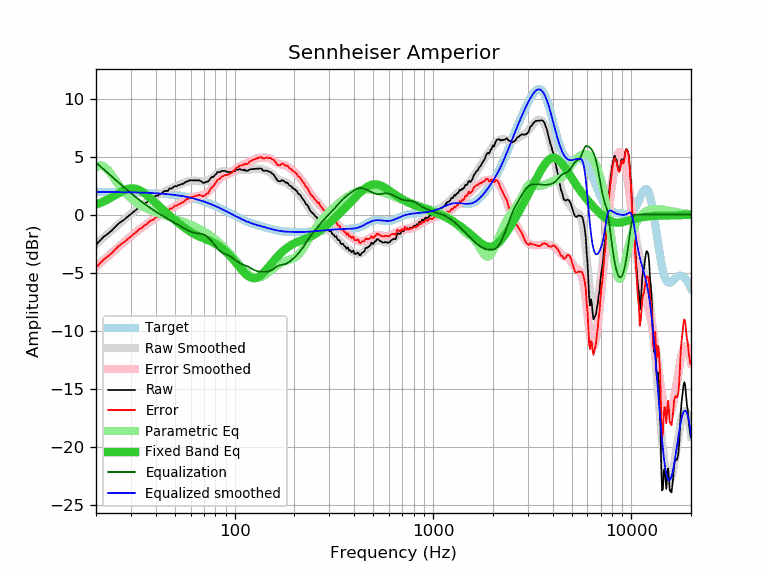 Sennheiser Amperior
Amplitude (dBr)
10
5
0
−5
−10
−15
−20
−25
Target
Raw Smoothed
Error Smoothed
Raw
Error
Parametric Eq
Fixed Band Eq
Equalization
Equalized smoothed
100
1000
10000
Frequency (Hz)